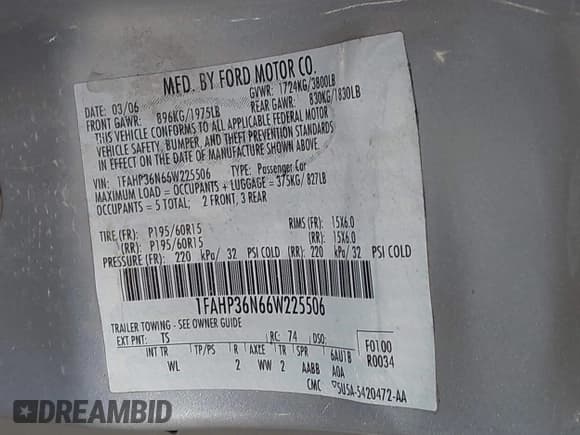 MFD. BY FORD MOTOR CO.
DATE: 03/06 GVWR: 1724KG/3800LB
FRONT GAWR: 896KG/1975LB REAR GAWR: 830KG/1830LB
THIS VEHICLE CONFORMS TO ALL APPLICABLE FEDERAL MOTOR
VEHICLE SAFETY, BUMPER, AND THEFT PREVENTION STANDARDS
IN EFFECT ON THE DATE OF MANUFACTURE SHOWN ABOVE.
VIN: 1FAHP36N66W225506 TYPE: Passenger Car
MAXIMUM LOAD = OCCUPANTS + LUGGAGE = 375KG/ 827LB
OCCUPANTS = 5 TOTAL; 2 FRONT, 3 REAR
TIRE (FR): P195/60R15 RIMS (FR): 15X6.0
(RR): P195/60R15 (RR): 15X6.0
PRESSURE (FR): 220 kPa/ 32 PSI COLD (RR): 220 kPa/ 32 PSI COLD
1FAHP36N66W225506
TRAILER TOWING - SEE OWNER GUIDE
EXT PNT: TS RC: 74 DSO: F0100
INT TR TP/PS R AXLE TR SPR 6AUTB R0034
WL 2 WW 2 AABB A0A
CMC 5U5A-5420472-AA
DREAMBID